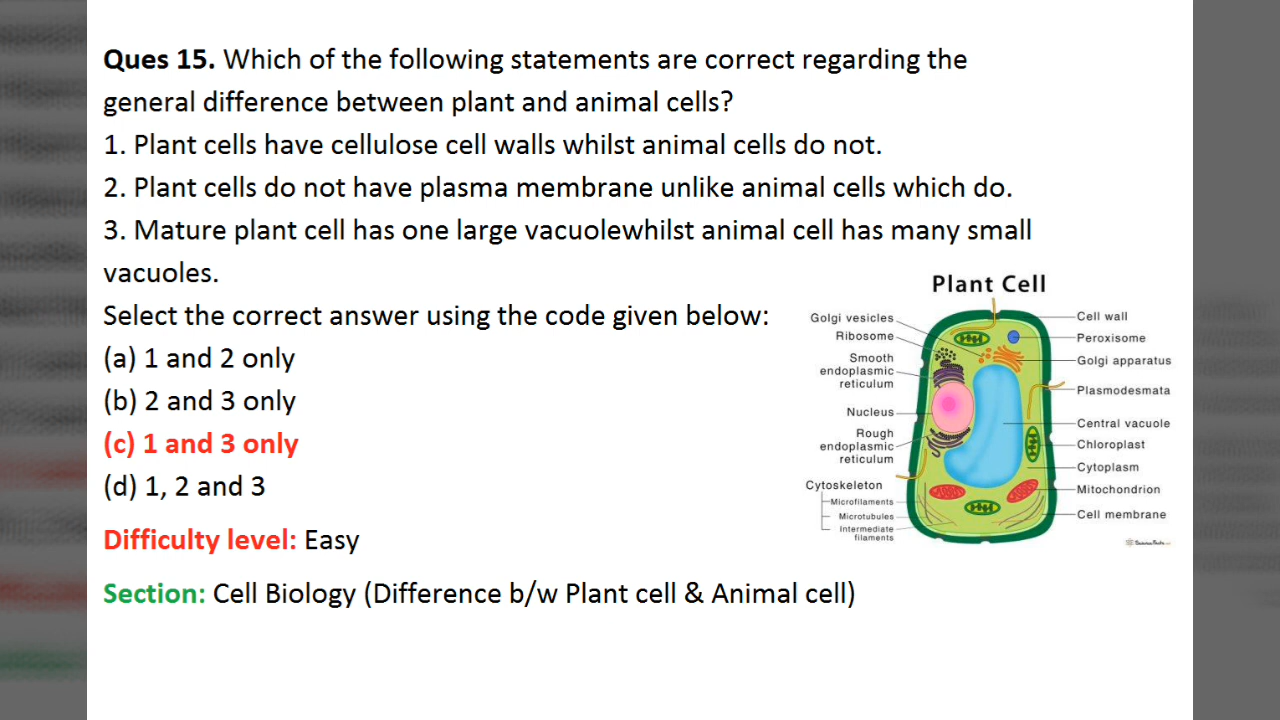 Ques 15. Which of the following statements are correct regarding the
general difference between plant and animal cells?
1. Plant cells have cellulose cell walls whilst animal cells do not.
2. Plant cells do not have plasma membrane unlike animal cells which do.
3. Mature plant cell has one large vacuolewhilst animal cell has many small
vacuoles.
Select the correct answer using the code given below:
(a) 1 and 2 only
(b) 2 and 3 only
(c) 1 and 3 only
(d) 1, 2 and 3
Difficulty level: Easy
Section: Cell Biology (Difference b/w Plant cell & Animal cell)
Plant Cell
Golgi vesicles
Ribosome
Smooth
endoplasmic
reticulum
Nucleus
Rough
endoplasmic
reticulum
Cytoskeleton
Microfilaments
Microtubules
Intermediate
filaments
Cell wall
Peroxisome
Golgi apparatus
Plasmodesmata
Central vacuole
Chloroplast
Cytoplasm
Mitochondrion
Cell membrane